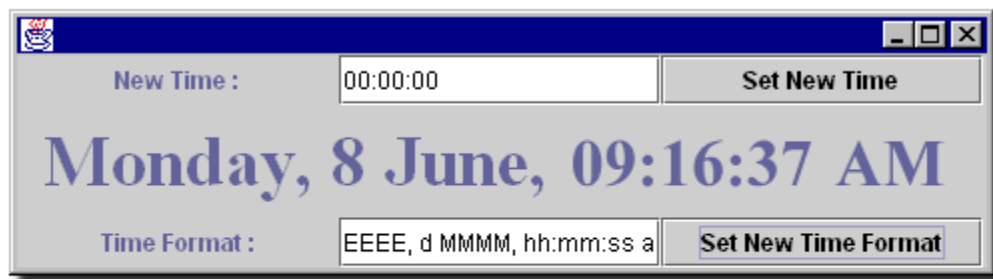 New Time : 00:00:00 Set New Time
Monday, 8 June, 09:16:37 AM
Time Format : EEEE, d MMMM, hh:mm:ss a Set New Time Format